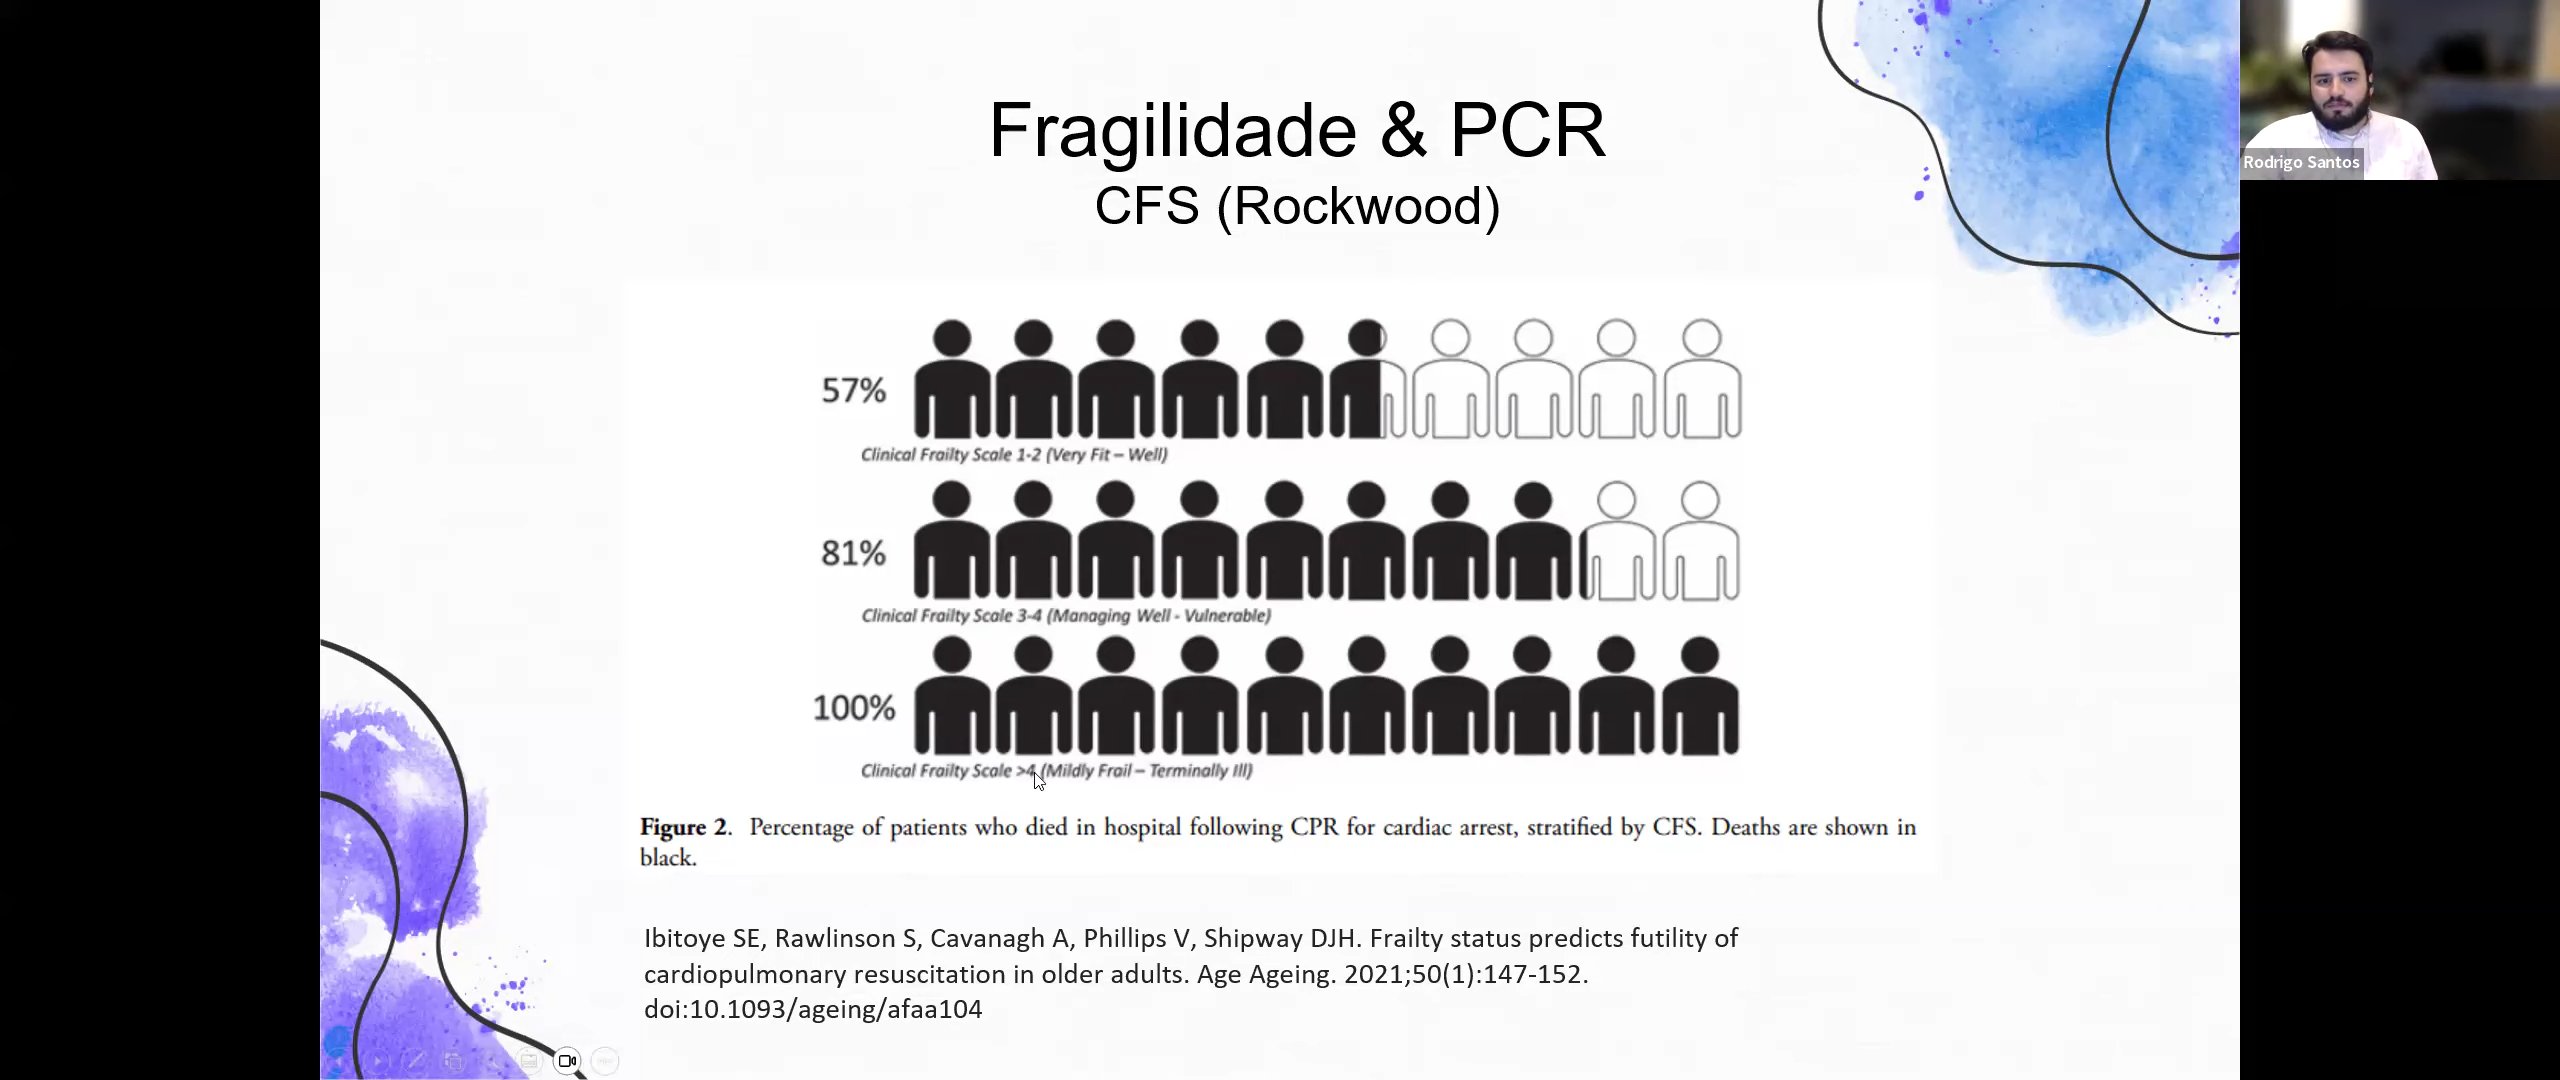 Fragilidade & PCR
CFS (Rockwood)
Rodrigo Santos
57%
Clinical Frailty Scale 1-2 (Very Fit – Well)
81%
Clinical Frailty Scale 3-4 (Managing Well - Vulnerable)
100%
Clinical Frailty Scale >4 (Mildly Frail – Terminally Ill)
Figure 2. Percentage of patients who died in hospital following CPR for cardiac arrest, stratified by CFS. Deaths are shown in
black.
Ibitoye SE, Rawlinson S, Cavanagh A, Phillips V, Shipway DJH. Frailty status predicts futility of
cardiopulmonary resuscitation in older adults. Age Ageing. 2021;50(1):147-152.
doi:10.1093/ageing/afaa104